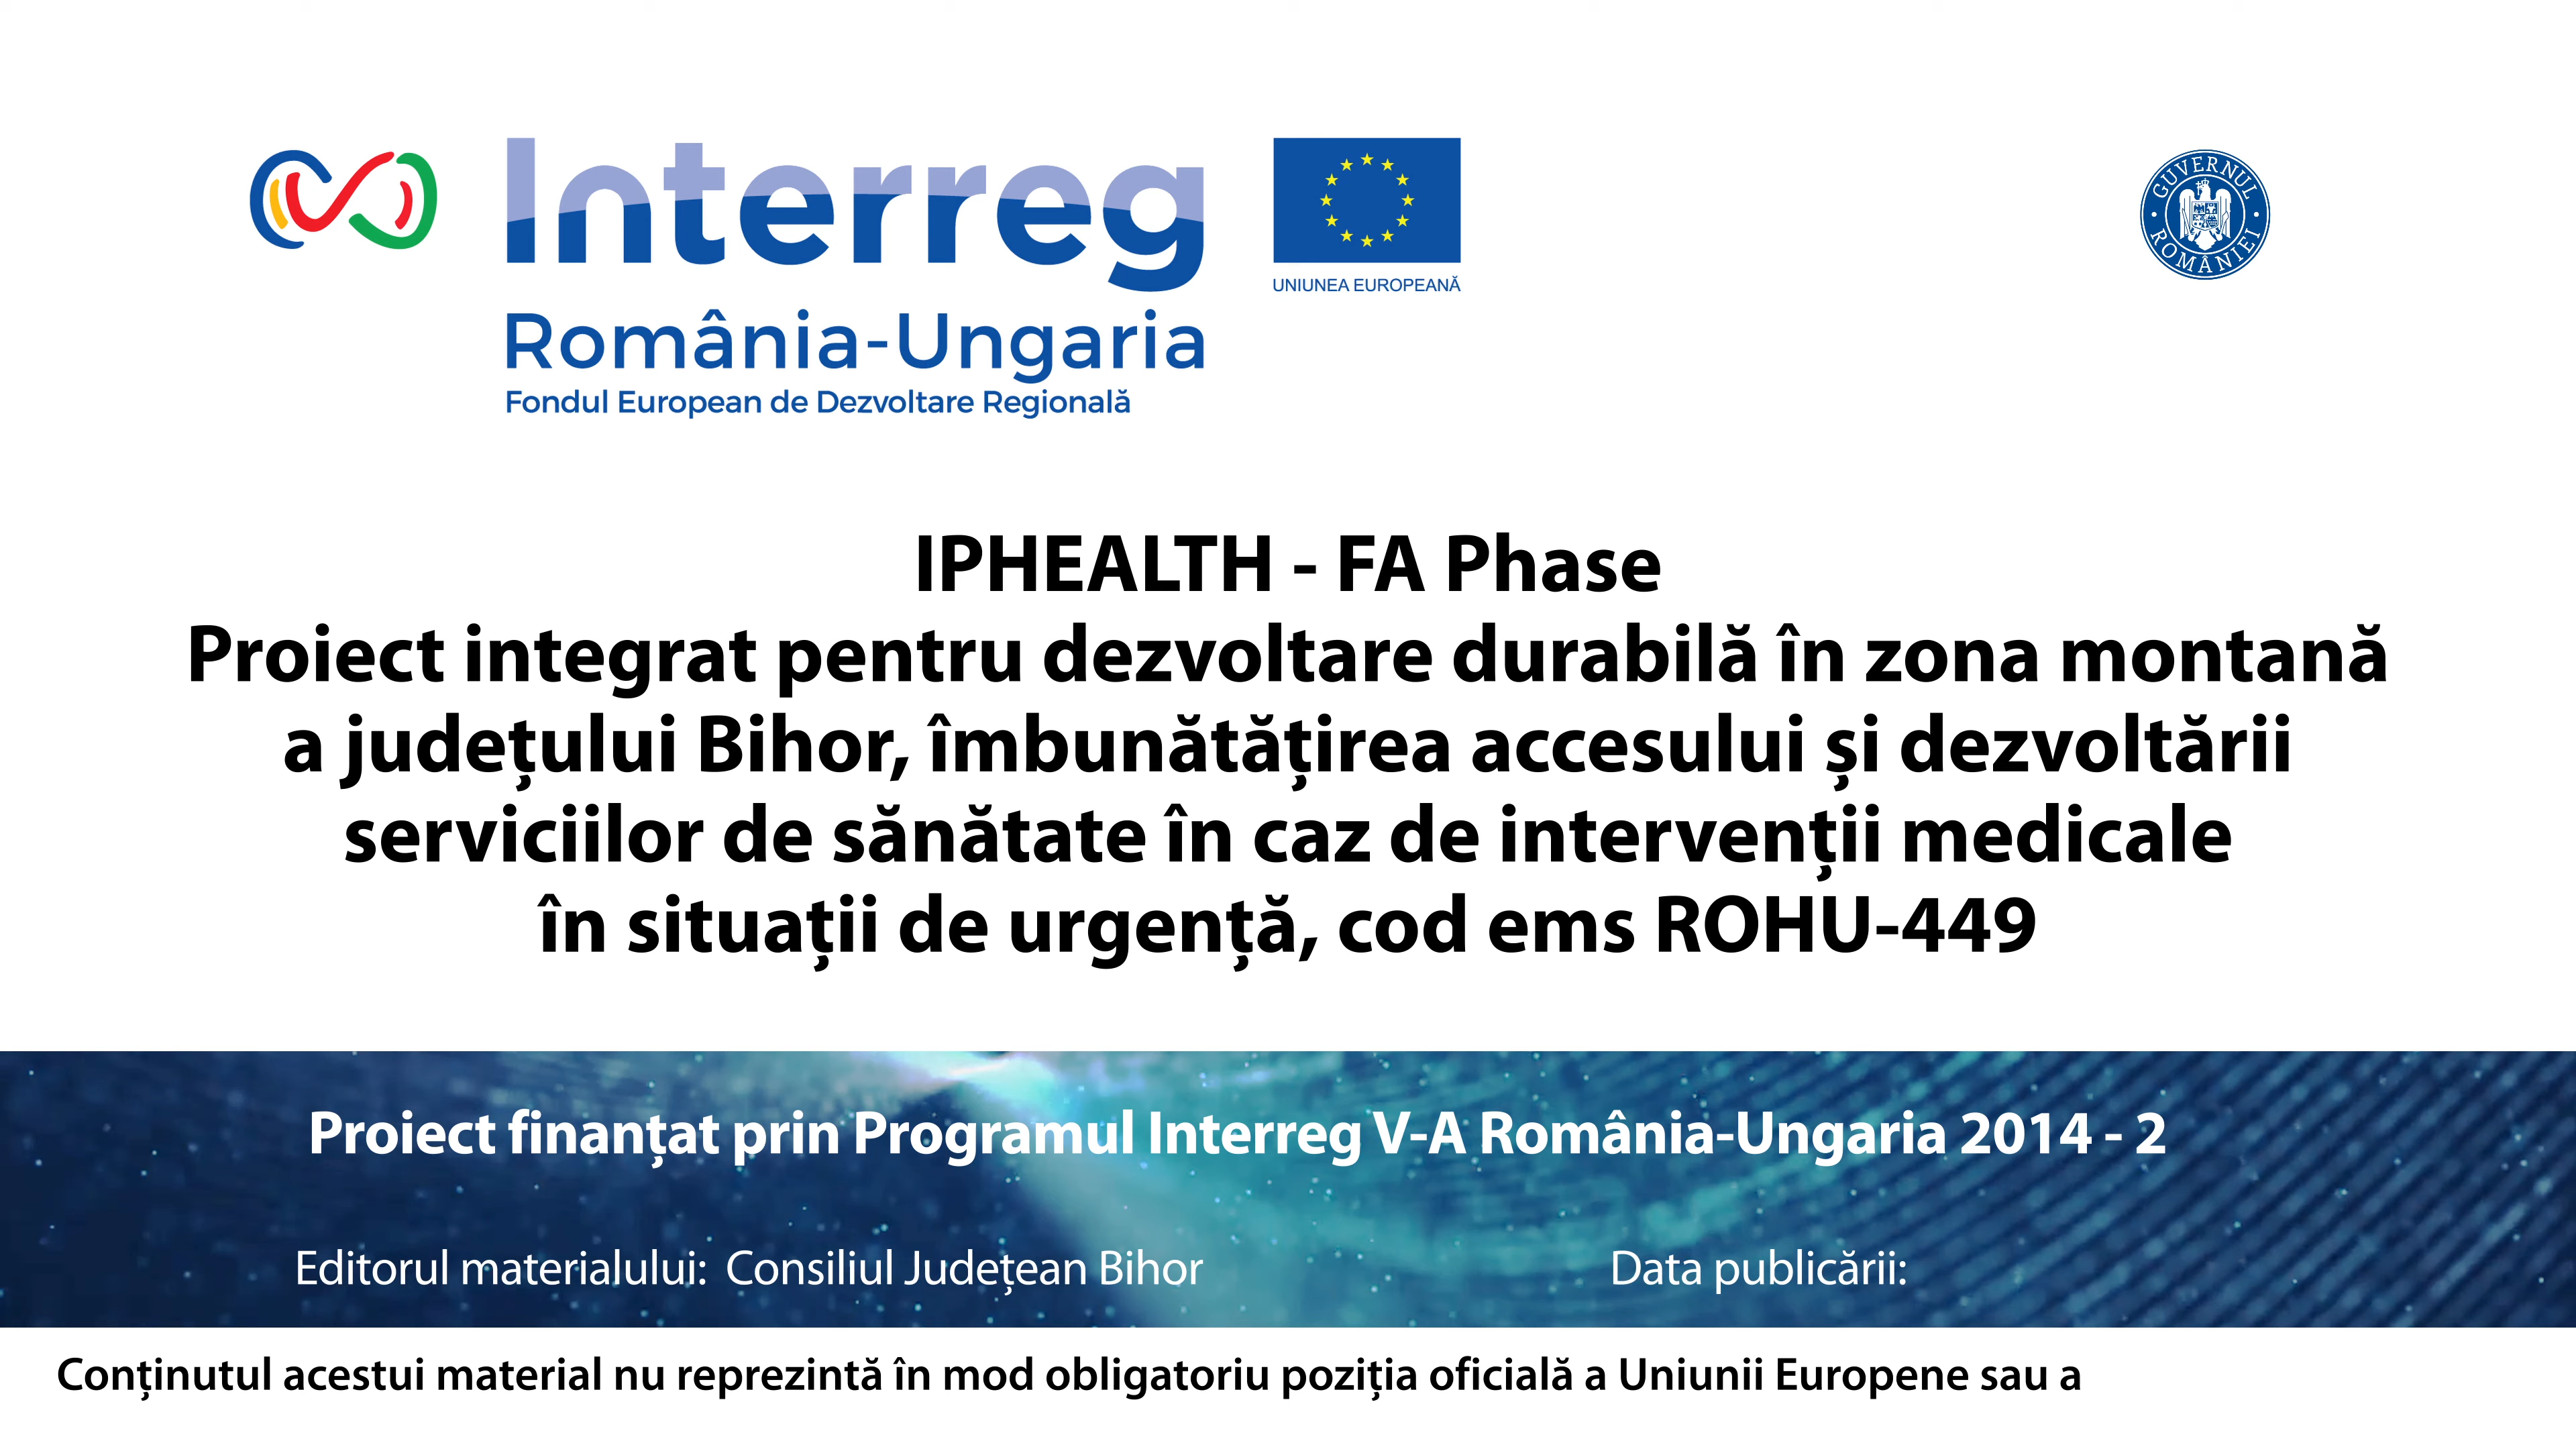 Interreg
România-Ungaria
Fondul European de Dezvoltare Regională
UNIUNEA EUROPEANĂ
GUVERNUL ROMÂNIEI
IPHEALTH - FA Phase
Proiect integrat pentru dezvoltare durabilă în zona montană
a județului Bihor, îmbunătățirea accesului și dezvoltării
serviciilor de sănătate în caz de intervenții medicale
în situații de urgență, cod ems ROHU-449
Proiect finanțat prin Programul Interreg V-A România-Ungaria 2014 - 2
Editorul materialului: Consiliul Județean Bihor
Data publicării:
Conținutul acestui material nu reprezintă în mod obligatoriu poziția oficială a Uniunii Europene sau a